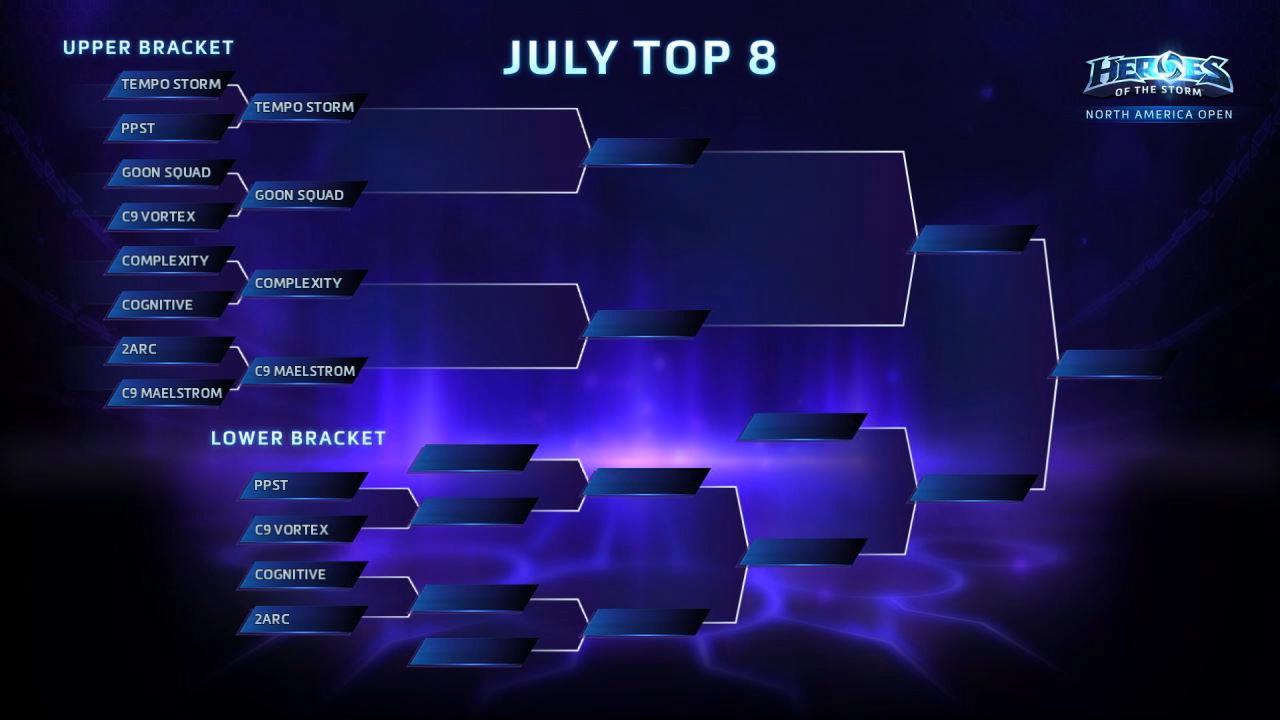 UPPER BRACKET
JULY TOP 8
HEROES
OF THE STORM
NORTH AMERICA OPEN
TEMPO STORM
PPST
GOON SQUAD
C9 VORTEX
COMPLEXITY
COGNITIVE
2ARC
C9 MAELSTROM
TEMPO STORM
GOON SQUAD
COMPLEXITY
C9 MAELSTROM
LOWER BRACKET
PPST
C9 VORTEX
COGNITIVE
2ARC